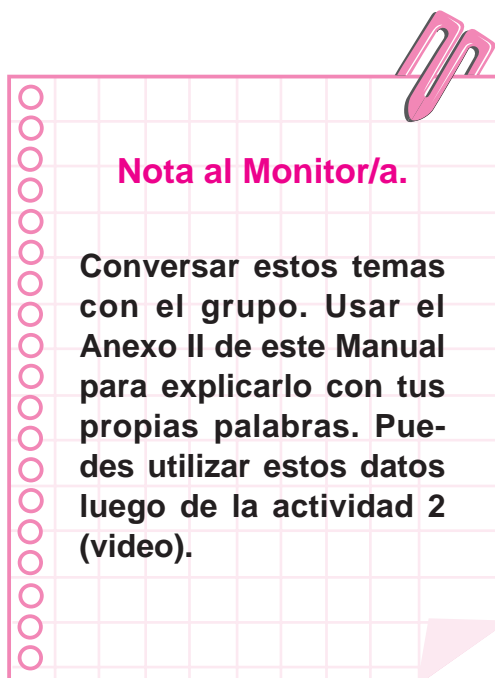 Nota al Monitor/a.
Conversar estos temas
con el grupo. Usar el
Anexo II de este Manual
para explicarlo con tus
propias palabras. Pue-
des utilizar estos datos
luego de la actividad 2
(video).